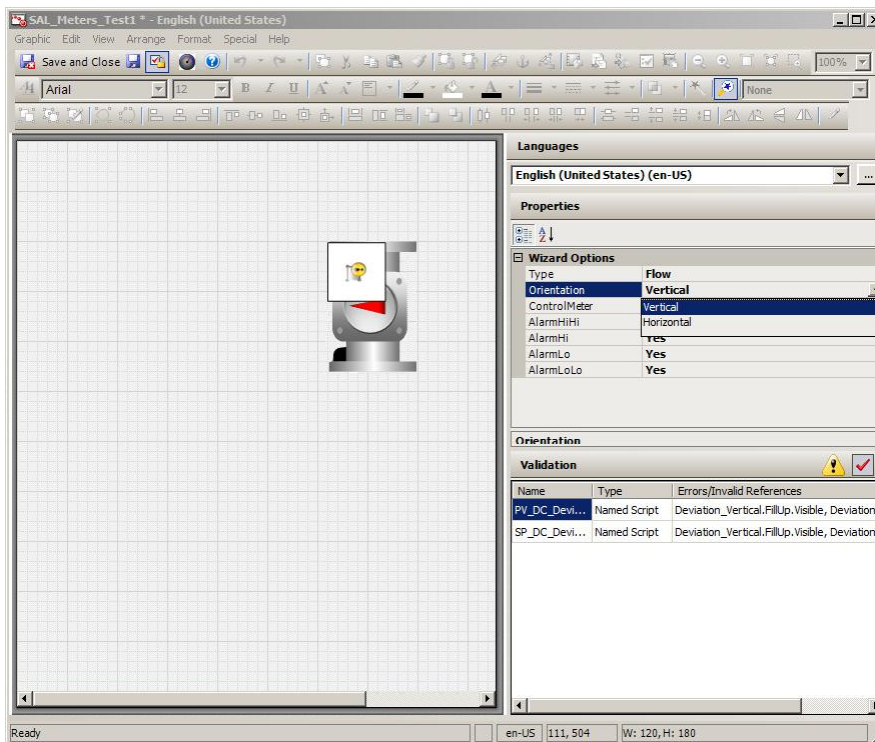 SAL_Meters_Test1 * - English (United States)
Graphic Edit View Arrange Format Special Help
Save and Close 100%
Arial 12 B I U A A A None
Languages
English (United States) (en-US) ...
Properties
Wizard Options
Type Flow
Orientation Vertical
ControlMeter Vertical
AlarmHiHi Horizontal
AlarmHi Yes
AlarmLo Yes
AlarmLoLo Yes
Orientation
Validation
Name Type Errors/Invalid References
PV_DC_Devi... Named Script Deviation_Vertical.FillUp.Visible, Deviation
SP_DC_Devi... Named Script Deviation_Vertical.FillUp.Visible, Deviation
Ready en-US 111, 504 W: 120, H: 180